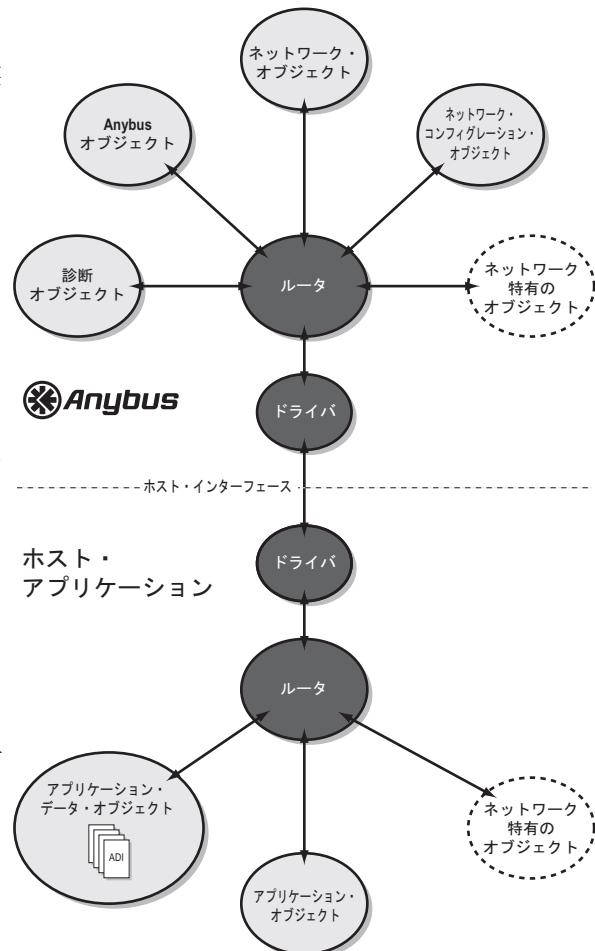 ネットワーク・
オブジェクト
Anybus
オブジェクト
ネットワーク・
コンフィグレーション・
オブジェクト
診断
オブジェクト
ルータ
ネットワーク
特有の
オブジェクト
Anybus
ドライバ
ホスト・インターフェース
ホスト・
アプリケーション
ドライバ
ルータ
アプリケーション・
データ・オブジェクト
ADI
ネットワーク
特有の
オブジェクト
アプリケーション・
オブジェクト